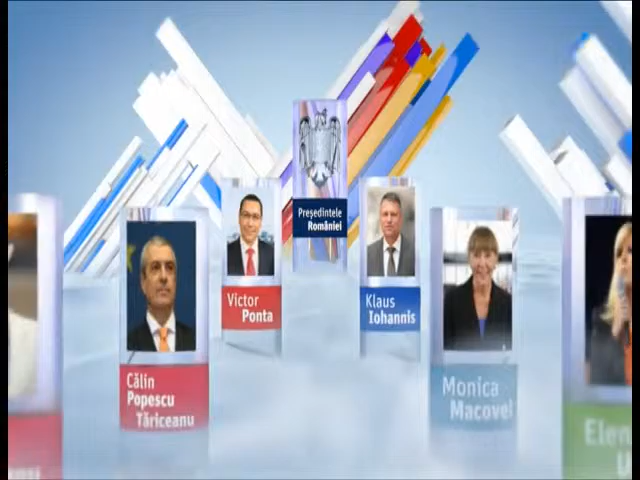 Președintele
României
Victor
Ponta
Klaus
Iohannis
Călin
Popescu
Tăriceanu
Monica
Macovei